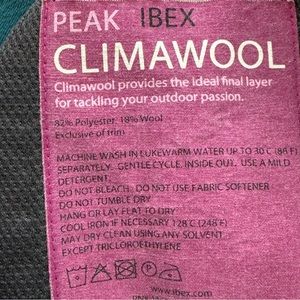 PEAK IBEX
CLIMAWOOL
Climawool provides the ideal final layer
for tackling your outdoor passion.
82% Polyester, 18% Wool
Exclusive of trim
MACHINE WASH IN LUKEWARM WATER UP TO 30 C (86 F)
SEPARATELY. GENTLE CYCLE. INSIDE OUT. USE A MILD
DETERGENT.
DO NOT BLEACH. DO NOT USE FABRIC SOFTENER
DO NOT TUMBLE DRY
HANG OR LAY FLAT TO DRY
COOL IRON IF NECESSARY 128 C (248 F)
MAY DRY CLEAN USING ANY SOLVENT
EXCEPT TRICLOROETHYLENE
www.ibex.com